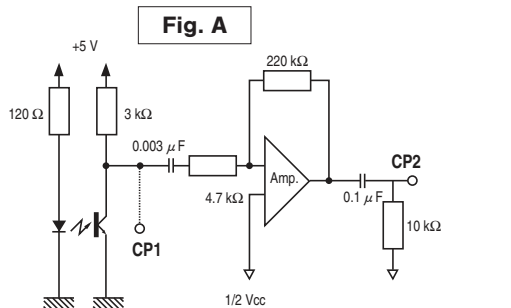 Fig. A
+5 V
220 kΩ
120 Ω
3 kΩ
0.003 μF
Amp.
CP2
4.7 kΩ
0.1 μF
10 kΩ
CP1
1/2 Vcc